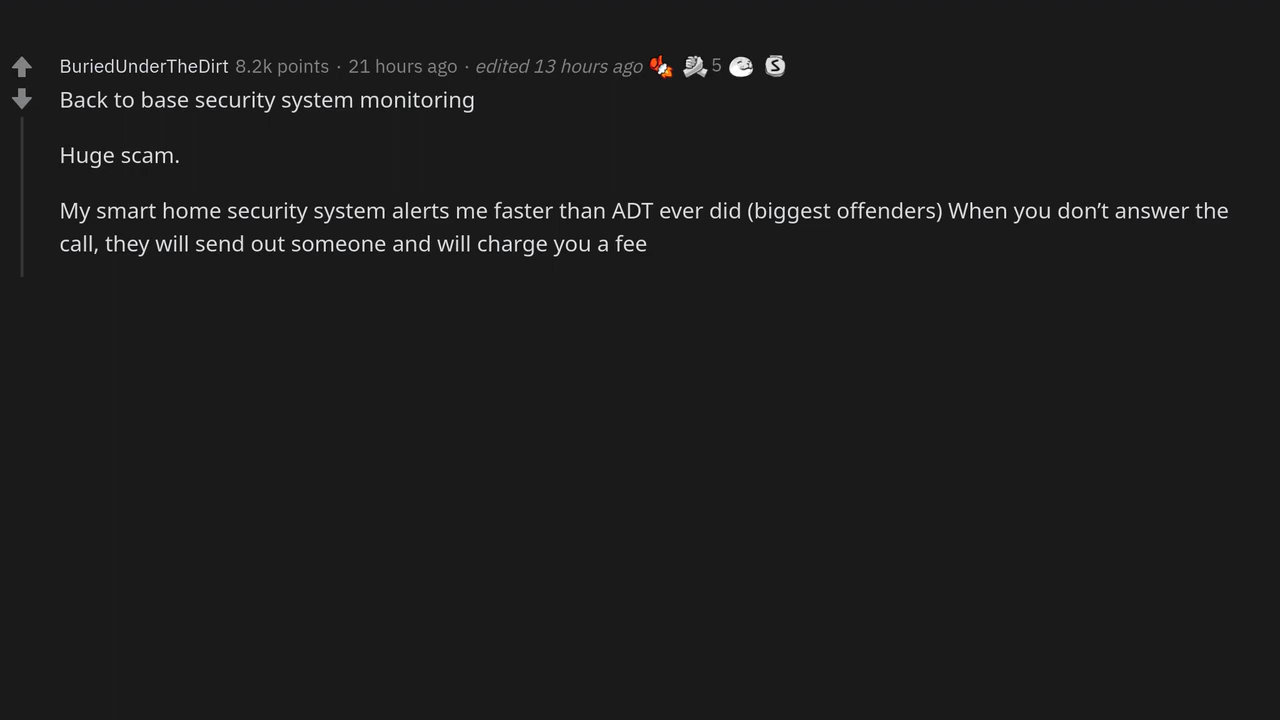 BuriedUnderTheDirt 8.2k points · 21 hours ago · edited 13 hours ago 5 S
Back to base security system monitoring
Huge scam.
My smart home security system alerts me faster than ADT ever did (biggest offenders) When you don’t answer the
call, they will send out someone and will charge you a fee